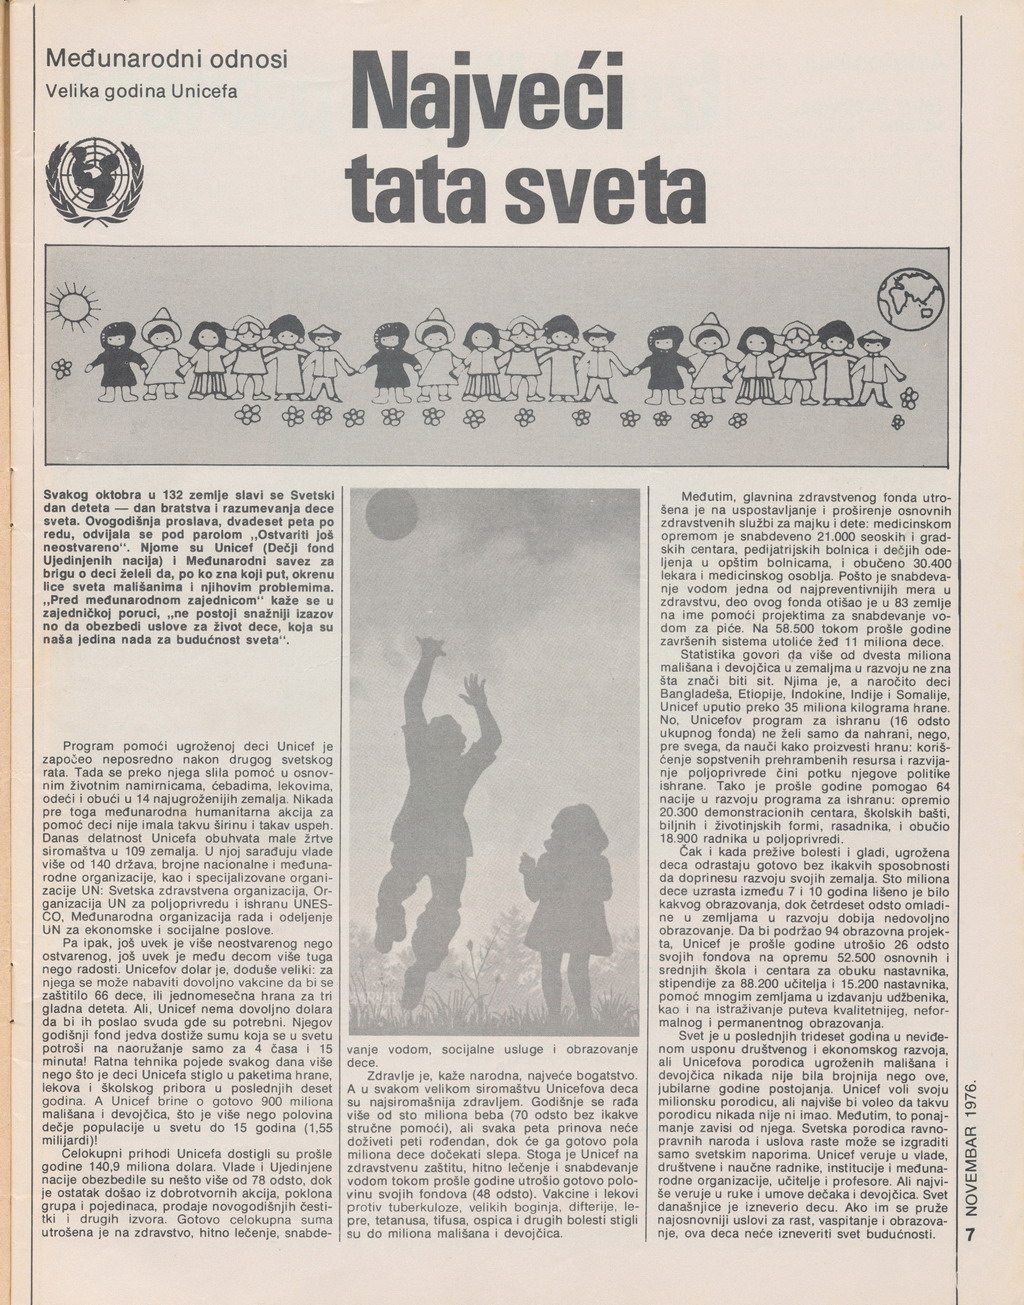 Međunarodni odnosi
Velika godina Unicefa
Najveći
tata sveta
Svakog oktobra u 132 zemlje slavi se Svetski
dan deteta — dan bratstva i razumevanja dece
sveta. Ovogodišnja proslava, dvadeset peta po
redu, odvijala se pod parolom „Ostvariti još
neostvareno“. Njome su Unicef (Dečji fond
Ujedinjenih nacija) i Međunarodni savez za
brigu o deci želeli da, po ko zna koji put, okrenu
lice sveta mališanima i njihovim problemima.
„Pred međunarodnom zajednicom“ kaže se u
zajedničkoj poruci, „ne postoji snažniji izazov
no da obezbedi uslove za život dece, koja su
naša jedina nada za budućnost sveta“.
Program pomoći ugroženoj deci Unicef je
započeo neposredno nakon drugog svetskog
rata. Tada se preko njega slila pomoć u osnov-
nim životnim namirnicama, ćebadima, lekovima,
odeći i obući u 14 najugroženijih zemalja. Nikada
pre toga međunarodna humanitarna akcija za
pomoć deci nije imala takvu širinu i takav uspeh.
Danas delatnost Unicefa obuhvata male žrtve
siromaštva u 109 zemalja. U njoj sarađuju vlade
više od 140 država, brojne nacionalne i međuna-
rodne organizacije, kao i specijalizovane organi-
zacije UN: Svetska zdravstvena organizacija, Or-
ganizacija UN za poljoprivredu i ishranu UNES-
CO, Međunarodna organizacija rada i odeljenje
UN za ekonomske i socijalne poslove.
Pa ipak, još uvek je više neostvarenog nego
ostvarenog, još uvek je među decom više tuga
nego radosti. Unicefov dolar je, doduše veliki: za
njega se može nabaviti dovoljno vakcine da bi se
zaštitilo 66 dece, ili jednomesečna hrana za tri
gladna deteta. Ali, Unicef nema dovoljno dolara
da bi ih poslao svuda gde su potrebni. Njegov
godišnji fond jedva dostiže sumu koja se u svetu
potroši na naoružanje samo za 4 časa i 15
minuta! Ratna tehnika pojede svakog dana više
nego što je deci Unicefa stiglo u paketima hrane,
lekova i školskog pribora u poslednjih deset
godina. A Unicef brine o gotovo 900 miliona
mališana i devojčica, što je više nego polovina
dečje populacije u svetu do 15 godina (1,55
milijardi)!
Celokupni prihodi Unicefa dostigli su prošle
godine 140,9 miliona dolara. Vlade i Ujedinjene
nacije obezbedile su nešto više od 78 odsto, dok
je ostatak došao iz dobrotvornih akcija, poklona
grupa i pojedinaca, prodaje novogodišnjih česti-
tki i drugih izvora. Gotovo celokupna suma
utrošena je na zdravstvo, hitno lečenje, snabde-
vanje vodom, socijalne usluge i obrazovanje
dece.
Zdravlje je, kaže narodna, najveće bogatstvo.
A u svakom velikom siromaštvu Unicefova deca
su najsiromašnija zdravljem. Godišnje se rađa
više od sto miliona beba (70 odsto bez ikakve
stručne pomoći), ali svaka peta prinova neće
doživeti peti rođendan, dok će ga gotovo pola
miliona dece dočekati slepa. Stoga je Unicef na
zdravstvenu zaštitu, hitno lečenje i snabdevanje
vodom tokom prošle godine utrošio gotovo polo-
vinu svojih fondova (48 odsto). Vakcine i lekovi
protiv tuberkuloze, velikih boginja, difterije, le-
pre, tetanusa, tifusa, ospica i drugih bolesti stigli
su do miliona mališana i devojčica.
Međutim, glavnina zdravstvenog fonda utro-
šena je na uspostavljanje i proširenje osnovnih
zdravstvenih službi za majku i dete: medicinskom
opremom je snabdeveno 21.000 seoskih i grad-
skih centara, pedijatrijskih bolnica i dečjih ode-
ljenja u opštim bolnicama, i obučeno 30.400
lekara i medicinskog osoblja. Pošto je snabdeva-
nje vodom jedna od najpreventivnijih mera u
zdravstvu, deo ovog fonda otišao je u 83 zemlje
na ime pomoći projektima za snabdevanje vo-
dom za piće. Na 58.500 tokom prošle godine
završenih sistema utoliće žeđ 11 miliona dece.
Statistika govori da više od dvesta miliona
mališana i devojčica u zemaljma u razvoju ne zna
šta znači biti sit. Njima je, a naročito deci
Bangladeša, Etiopije, Indokine, Indije i Somalije,
Unicef uputio preko 35 miliona kilograma hrane.
No, Unicefov program za ishranu (16 odsto
ukupnog fonda) ne želi samo da nahrani, nego,
pre svega, da nauči kako proizvesti hranu: koriš-
ćenje sopstvenih prehrambenih resursa i razvija-
nje poljoprivrede čini potku njegove politike
ishrane. Tako je prošle godine pomogao 64
nacije u razvoju programa za ishranu: opremio
20.300 demonstracionih centara, školskih bašti,
biljnih i životinjskih formi, rasadnika, i obučio
18.900 radnika u poljoprivredi.
Čak i kada prežive bolesti i gladi, ugrožena
deca odrastaju gotovo bez ikakvih sposobnosti
da doprinesu razvoju svojih zemalja. Sto miliona
dece uzrasta između 7 i 10 godina lišeno je bilo
kakvog obrazovanja, dok četrdeset odsto omladi-
ne u zemljama u razvoju dobija nedovoljno
obrazovanje. Da bi podržao 94 obrazovna projek-
ta, Unicef je prošle godine utrošio 26 odsto
svojih fondova na opremu 52.500 osnovnih i
srednjih škola i centara za obuku nastavnika,
stipendije za 88.200 učitelja i 15.200 nastavnika,
pomoć mnogim zemljama u izdavanju udžbenika,
kao i na istraživanje puteva kvalitetnijeg, nefor-
malnog i permanentnog obrazovanja.
Svet je u poslednjih trideset godina u neviđe-
nom usponu društvenog i ekonomskog razvoja,
ali Unicefova porodica ugroženih mališana i
devojčica nikada nije bila brojnija nego ove,
jubilarne godine postojanja. Unicef voli svoju
milionsku porodicu, ali najviše bi voleo da takvu
porodicu nikada nije ni imao. Međutim, to ponaj-
manje zavisi od njega. Svetska porodica ravno-
pravnih naroda i uslova raste može se izgraditi
samo svetskim naporima. Unicef veruje u vlade,
društvene i naučne radnike, institucije i međuna-
rodne organizacije, učitelje i profesore. Ali najvi-
še veruje u ruke i umove dečaka i devojčica. Svet
današnjice je izneverio decu. Ako im se pruže
najosnovniji uslovi za rast, vaspitanje i obrazova-
nje, ova deca neće izneveriti svet budućnosti.
NOVEMBAR 1976.
7